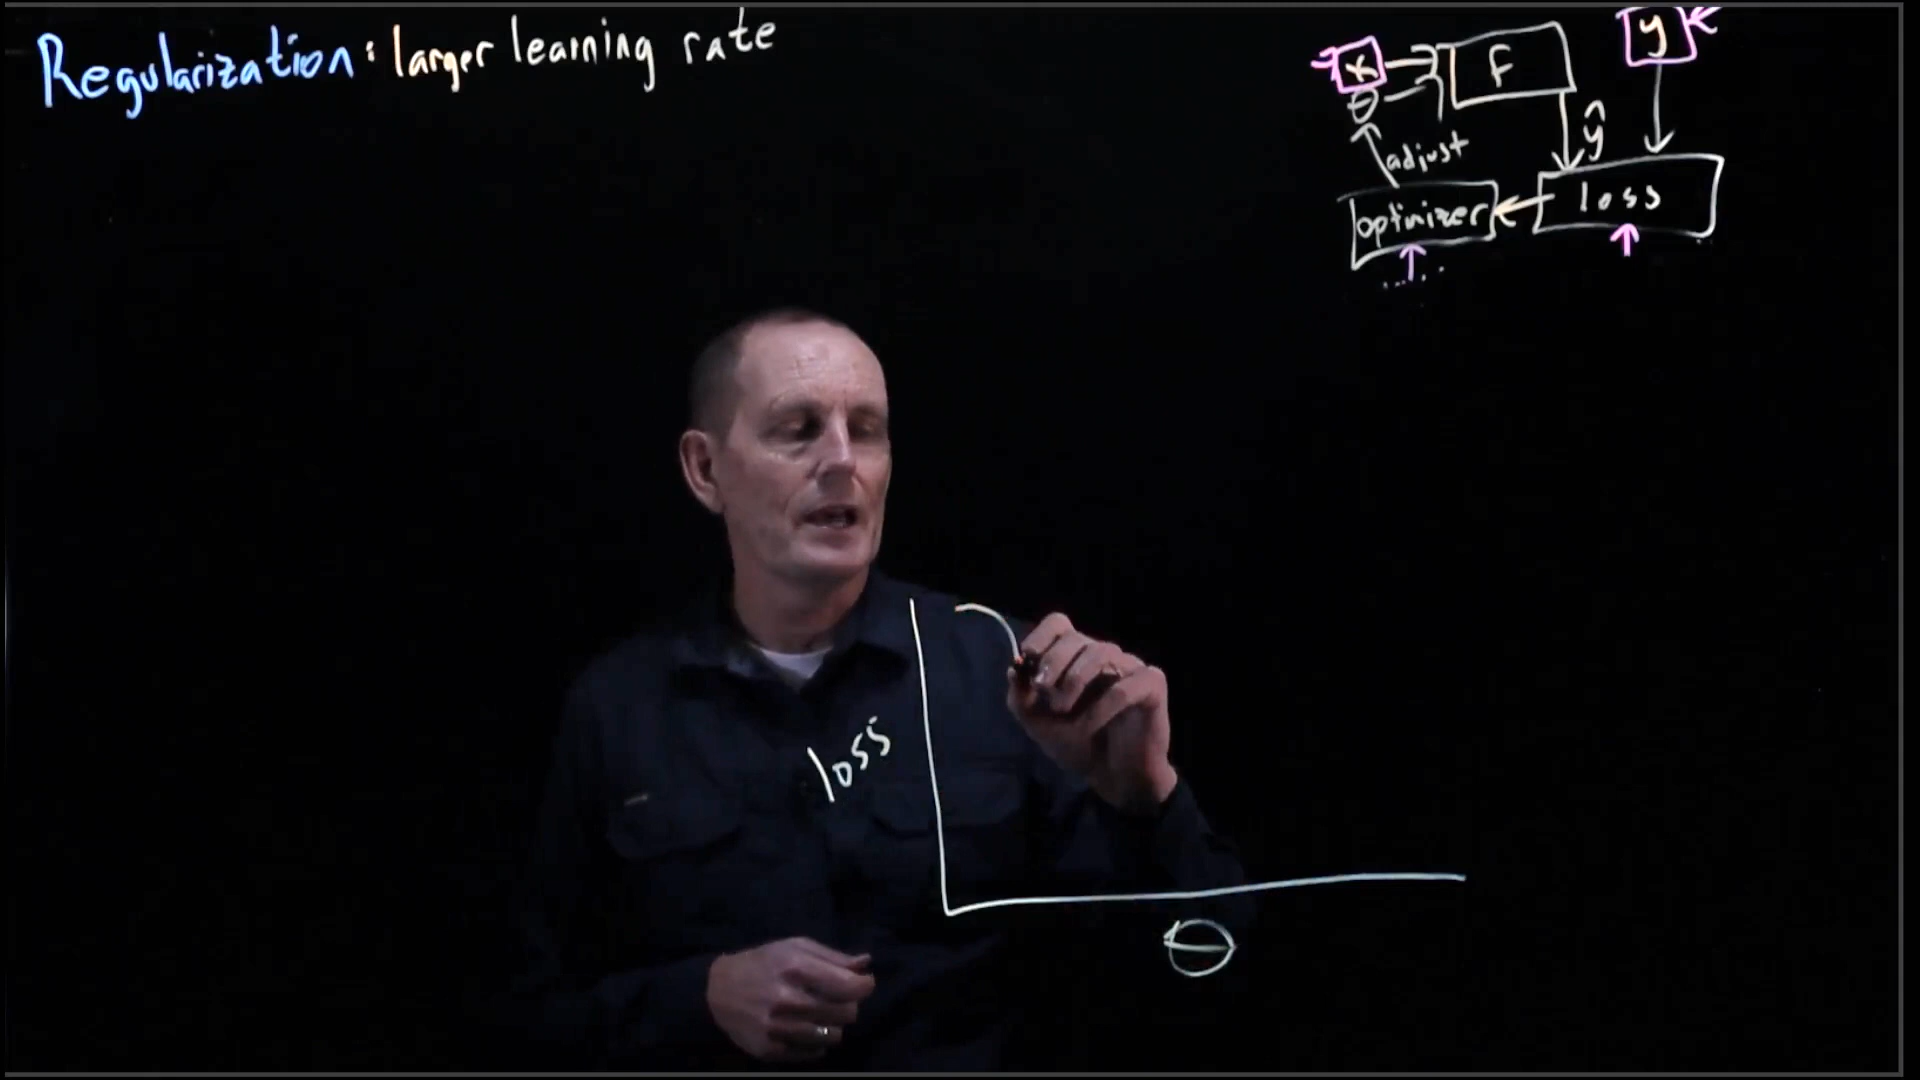 Regularization: larger learning rate
x
θ
f
y
ŷ
adjust
optimizer
loss
loss
θ